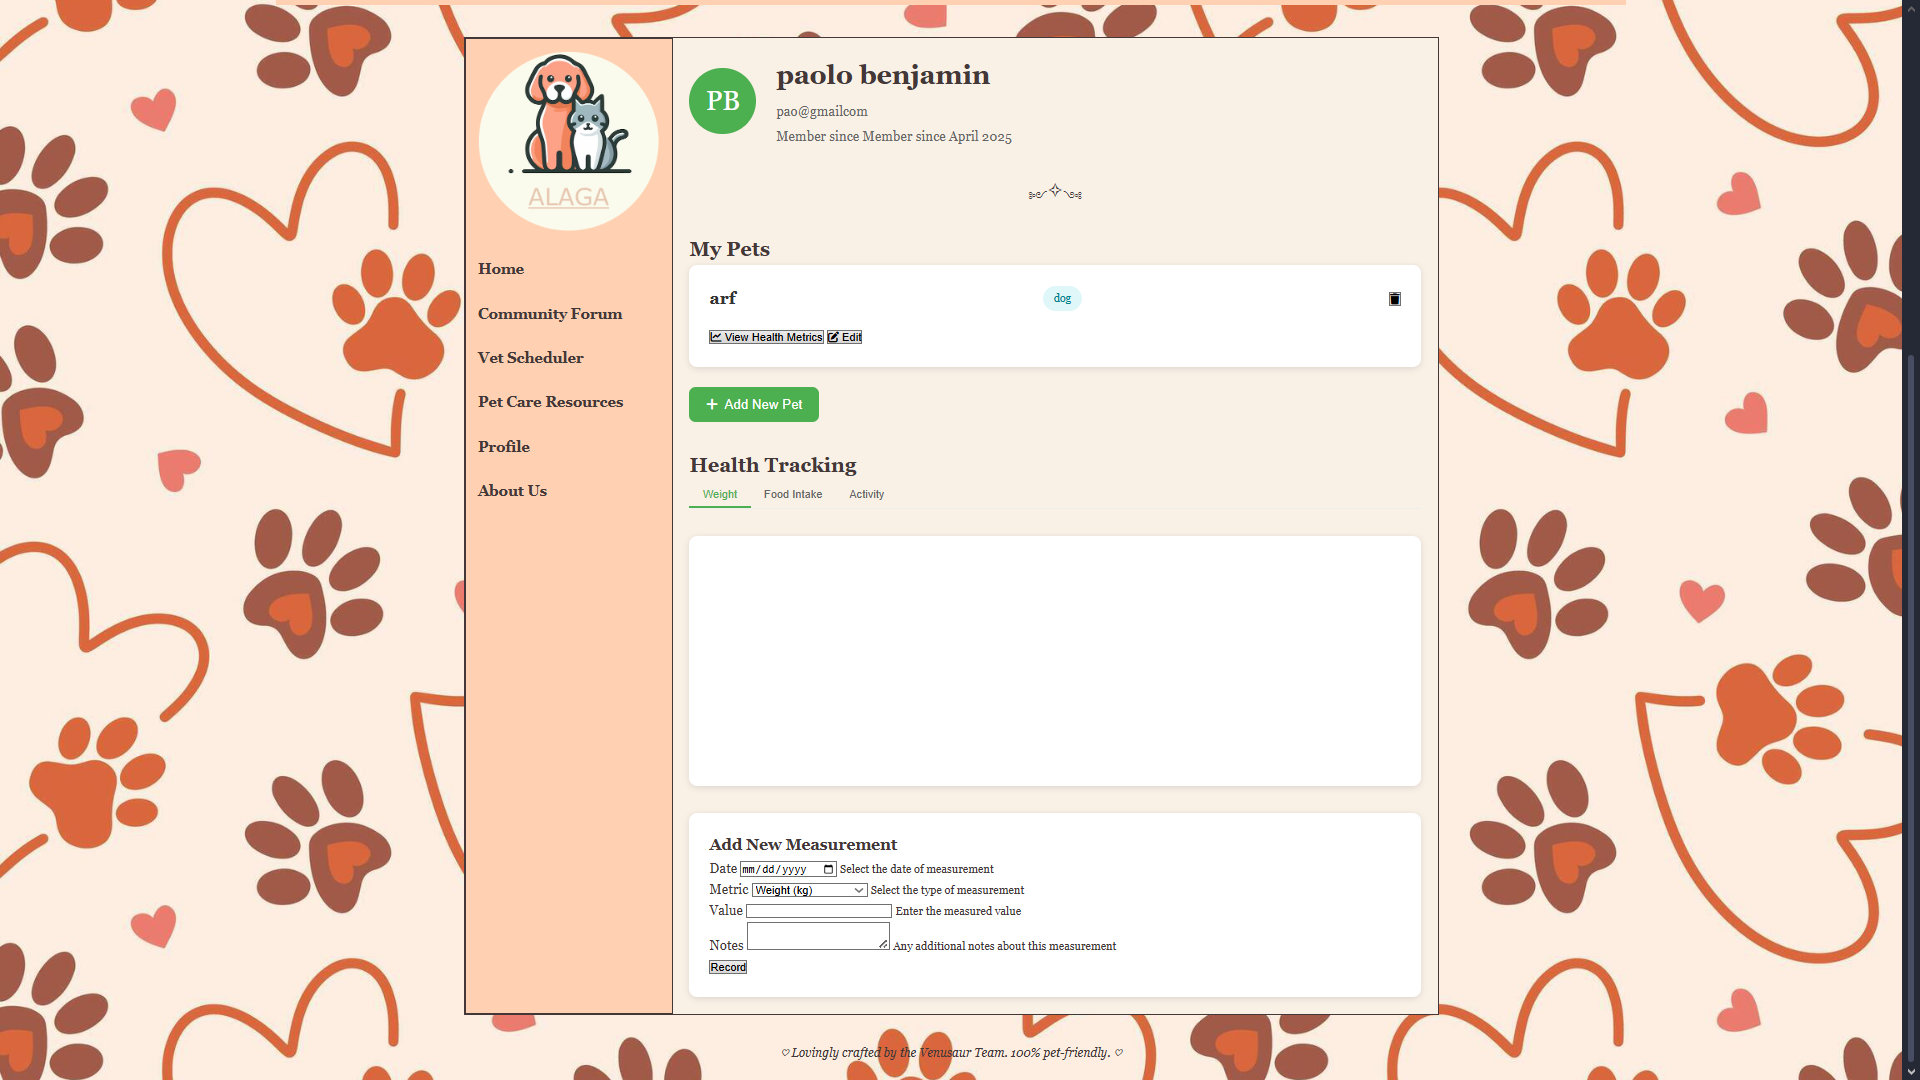 ALAGA
Home
Community Forum
Vet Scheduler
Pet Care Resources
Profile
About Us
PB
paolo benjamin
pao@gmailcom
Member since Member since April 2025
My Pets
arf
dog
View Health Metrics Edit
+ Add New Pet
Health Tracking
Weight Food Intake Activity
Add New Measurement
Date mm/dd/yyyy Select the date of measurement
Metric Weight (kg) Select the type of measurement
Value Enter the measured value
Notes Any additional notes about this measurement
Record
♡ Lovingly crafted by the Venusaur Team. 100% pet-friendly. ♡